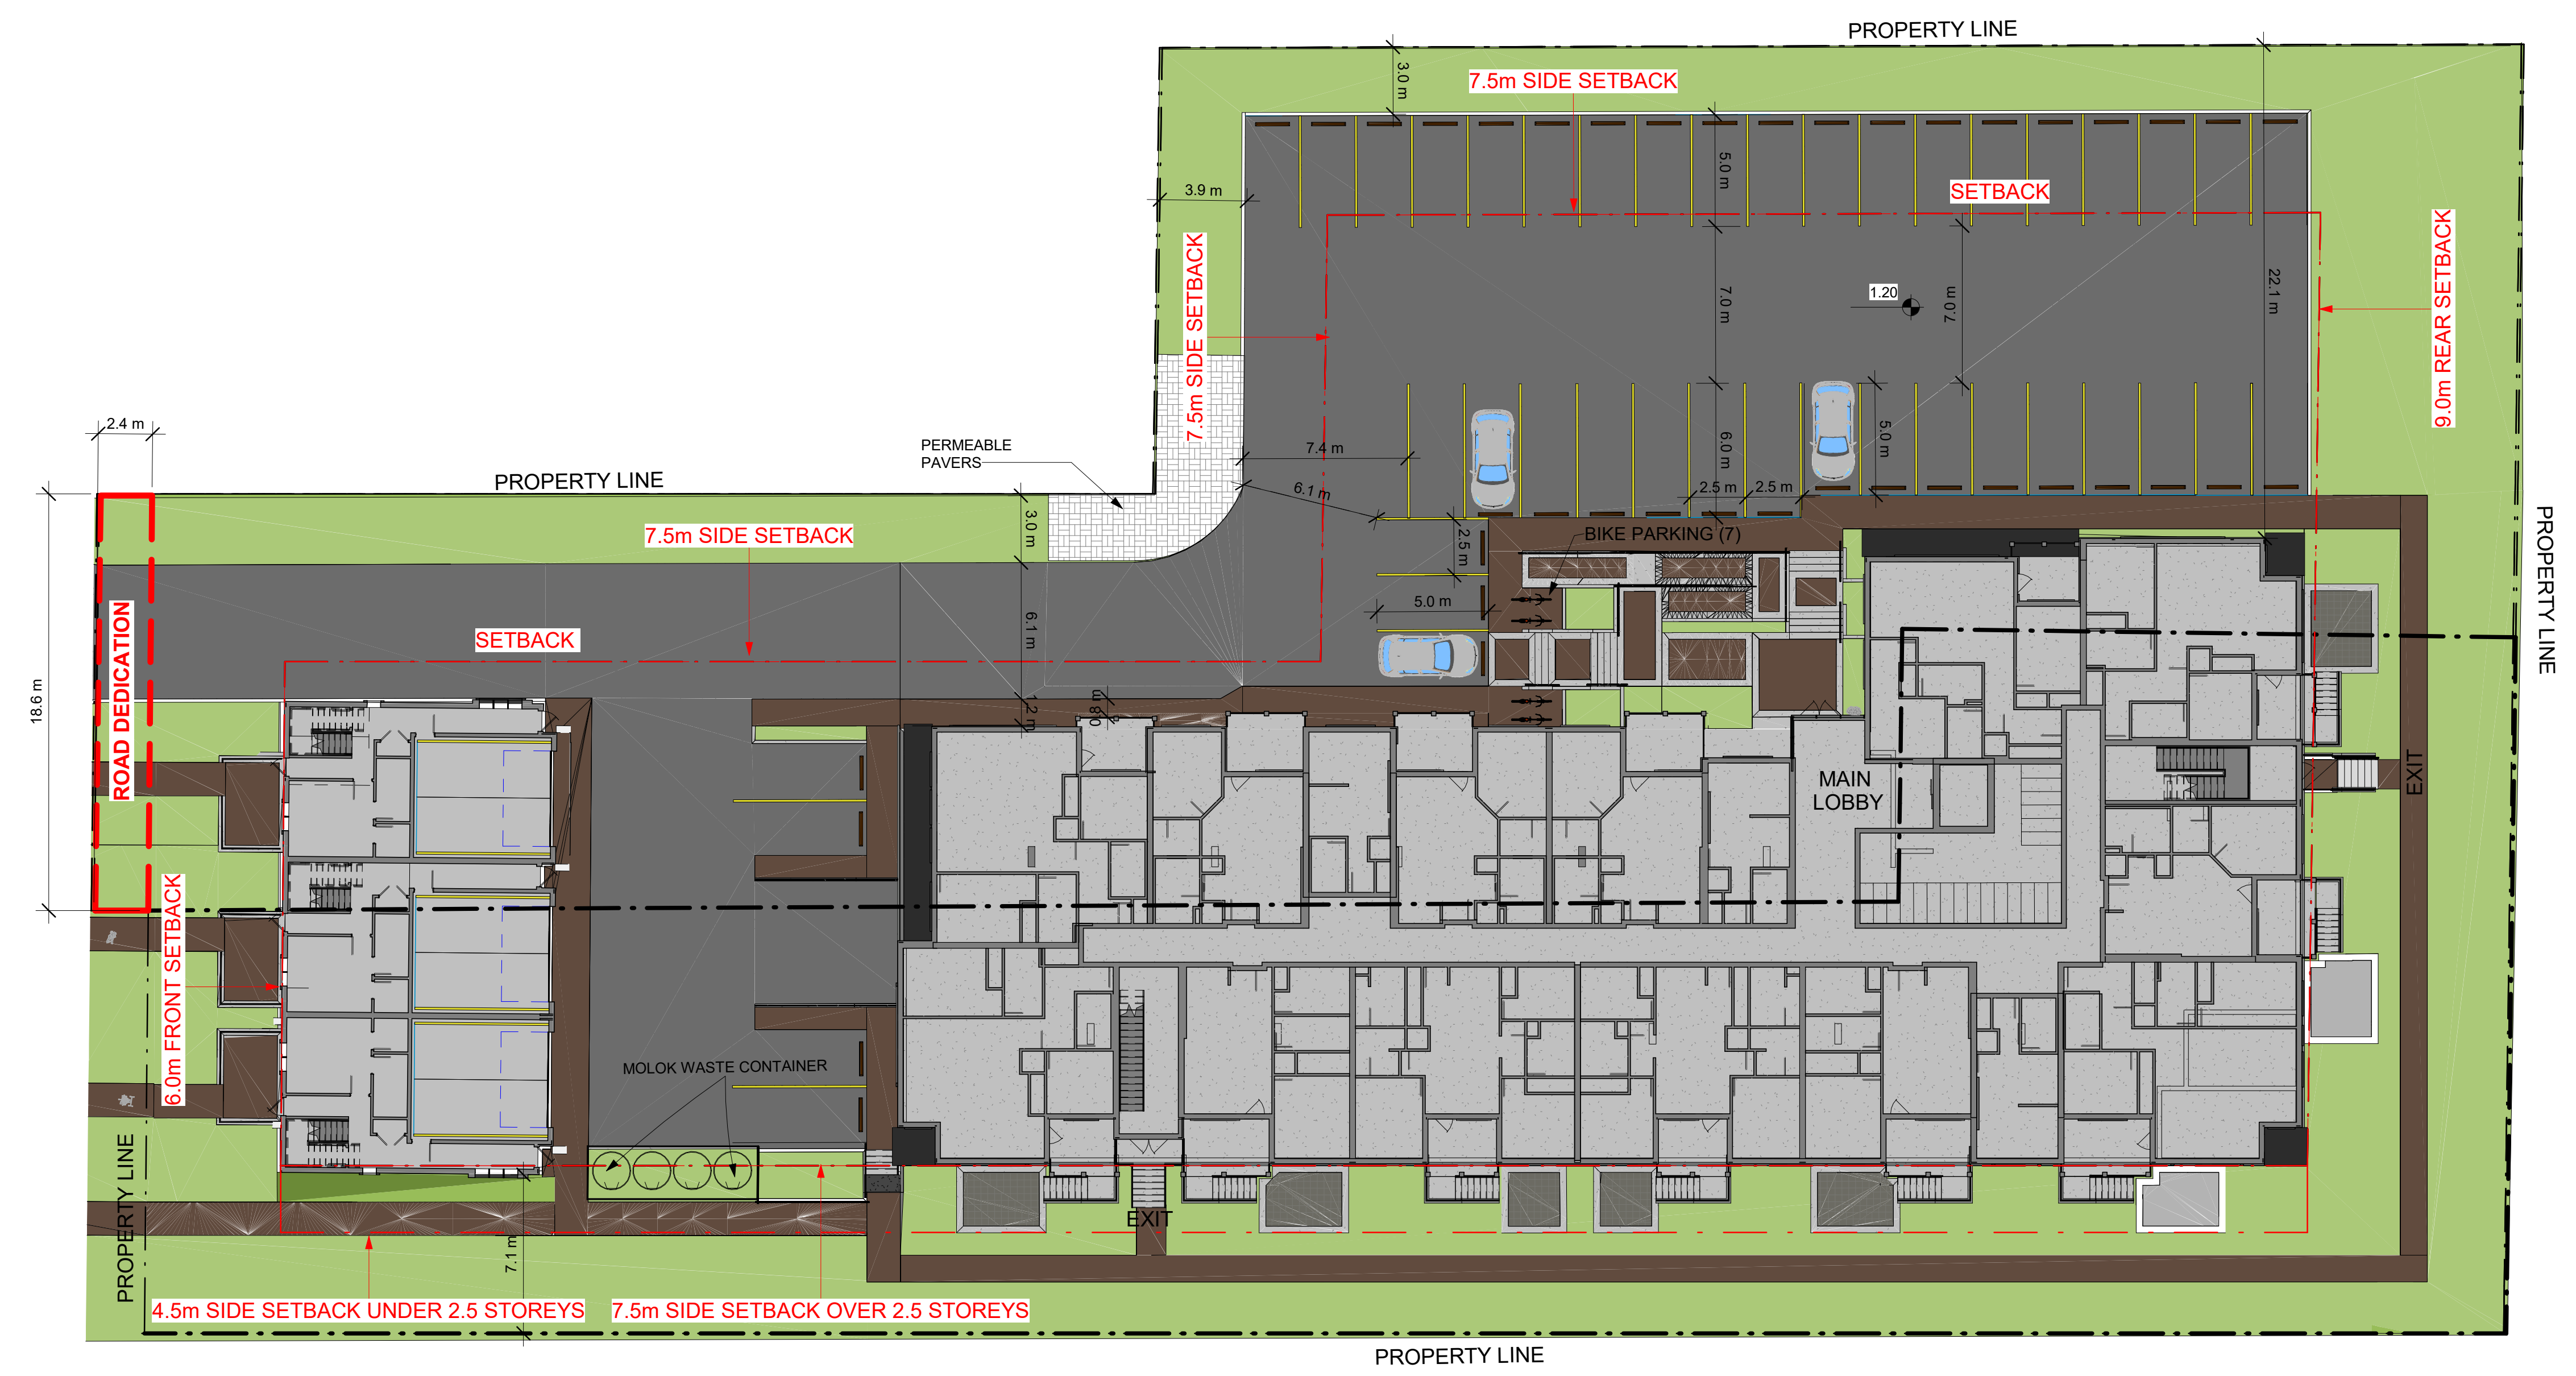 PROPERTY LINE
3.0 m
7.5m SIDE SETBACK
5.0 m
3.9 m
SETBACK
7.5m SIDE SETBACK
9.0m REAR SETBACK
22.1 m
7.0 m
7.0 m
1.20
2.4 m
PERMEABLE
PAVERS
7.4 m
6.0 m
5.0 m
PROPERTY LINE
6.1 m
2.5 m
2.5 m
3.0 m
7.5m SIDE SETBACK
2.5 m
BIKE PARKING (7)
PROPERTY LINE
5.0 m
6.1 m
SETBACK
ROAD DEDICATION
18.6 m
1.2 m
0.8 m
MAIN
LOBBY
EXIT
6.0m FRONT SETBACK
MOLOK WASTE CONTAINER
PROPERTY LINE
EXIT
7.1 m
4.5m SIDE SETBACK UNDER 2.5 STOREYS
7.5m SIDE SETBACK OVER 2.5 STOREYS
PROPERTY LINE